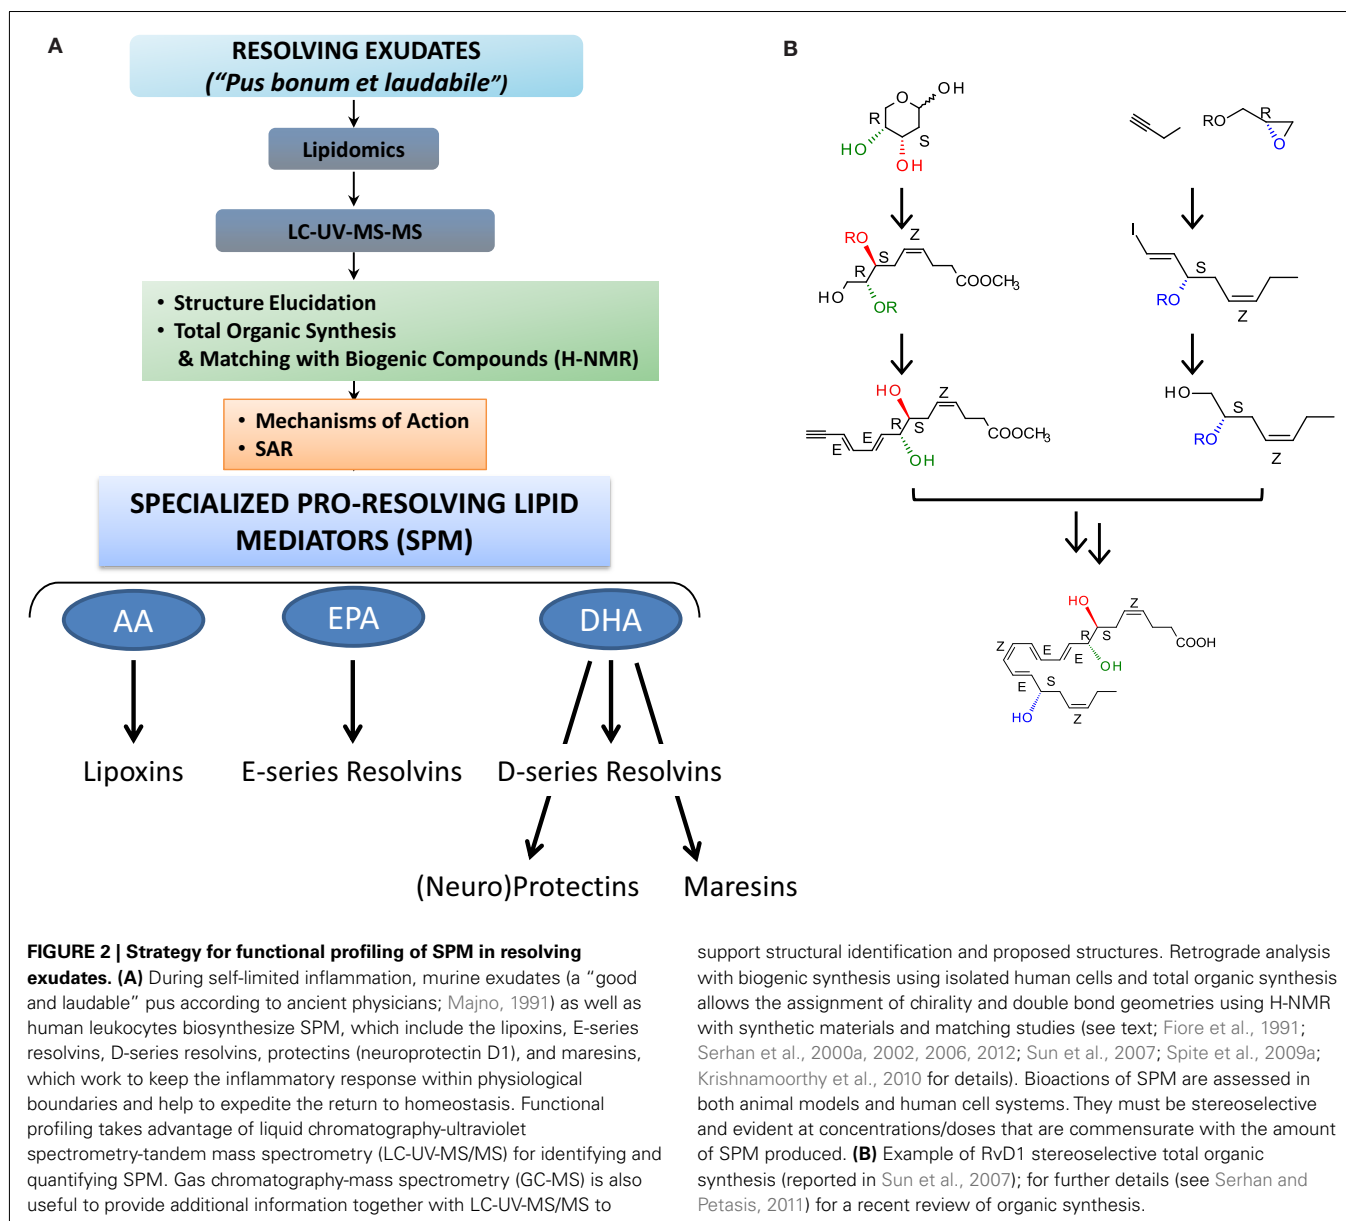 A
RESOLVING EXUDATES
(“Pus bonum et laudabile”)
Lipidomics
LC-UV-MS-MS
• Structure Elucidation
• Total Organic Synthesis
& Matching with Biogenic Compounds (H-NMR)
• Mechanisms of Action
• SAR
SPECIALIZED PRO-RESOLVING LIPID
MEDIATORS (SPM)
AA
EPA
DHA
Lipoxins
E-series Resolvins
D-series Resolvins
(Neuro)Protectins
Maresins
B
O
OH
R
S
HO
OH
RO
R
O
RO
Z
S
R
HO
OR
COOCH3
I
S
RO
Z
HO
Z
R
S
E
E
OH
COOCH3
HO
S
RO
Z
HO
Z
S
R
COOH
Z
E
E
OH
E
S
HO
Z
FIGURE 2 | Strategy for functional profiling of SPM in resolving
exudates. (A) During self-limited inflammation, murine exudates (a “good
and laudable” pus according to ancient physicians; Majno, 1991) as well as
human leukocytes biosynthesize SPM, which include the lipoxins, E-series
resolvins, D-series resolvins, protectins (neuroprotectin D1), and maresins,
which work to keep the inflammatory response within physiological
boundaries and help to expedite the return to homeostasis. Functional
profiling takes advantage of liquid chromatography-ultraviolet
spectrometry-tandem mass spectrometry (LC-UV-MS/MS) for identifying and
quantifying SPM. Gas chromatography-mass spectrometry (GC-MS) is also
useful to provide additional information together with LC-UV-MS/MS to
support structural identification and proposed structures. Retrograde analysis
with biogenic synthesis using isolated human cells and total organic synthesis
allows the assignment of chirality and double bond geometries using H-NMR
with synthetic materials and matching studies (see text; Fiore et al., 1991;
Serhan et al., 2000a, 2002, 2006, 2012; Sun et al., 2007; Spite et al., 2009a;
Krishnamoorthy et al., 2010 for details). Bioactions of SPM are assessed in
both animal models and human cell systems. They must be stereoselective
and evident at concentrations/doses that are commensurate with the amount
of SPM produced. (B) Example of RvD1 stereoselective total organic
synthesis (reported in Sun et al., 2007); for further details (see Serhan and
Petasis, 2011) for a recent review of organic synthesis.